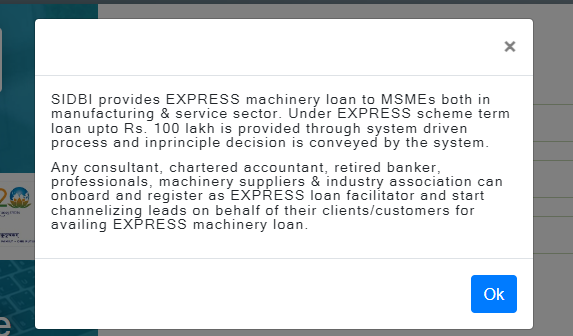 ×
SIDBI provides EXPRESS machinery loan to MSMEs both in
manufacturing & service sector. Under EXPRESS scheme term
loan upto Rs. 100 lakh is provided through system driven
process and inprinciple decision is conveyed by the system.
Any consultant, chartered accountant, retired banker,
professionals, machinery suppliers & industry association can
onboard and register as EXPRESS loan facilitator and start
channelizing leads on behalf of their clients/customers for
availing EXPRESS machinery loan.
Ok